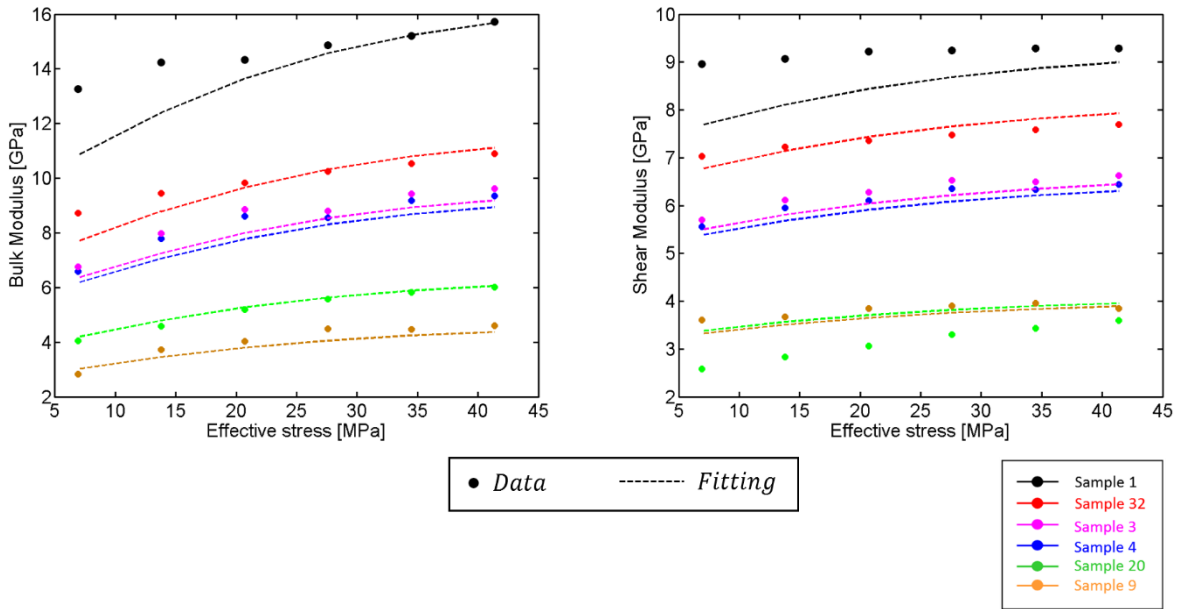 16
14
12
10
8
6
4
2
Bulk Modulus [GPa]
5 10 15 20 25 30 35 40 45
Effective stress [MPa]
10
9
8
7
6
5
4
3
2
Shear Modulus [GPa]
5 10 15 20 25 30 35 40 45
Effective stress [MPa]
Data Fitting
Sample 1
Sample 32
Sample 3
Sample 4
Sample 20
Sample 9